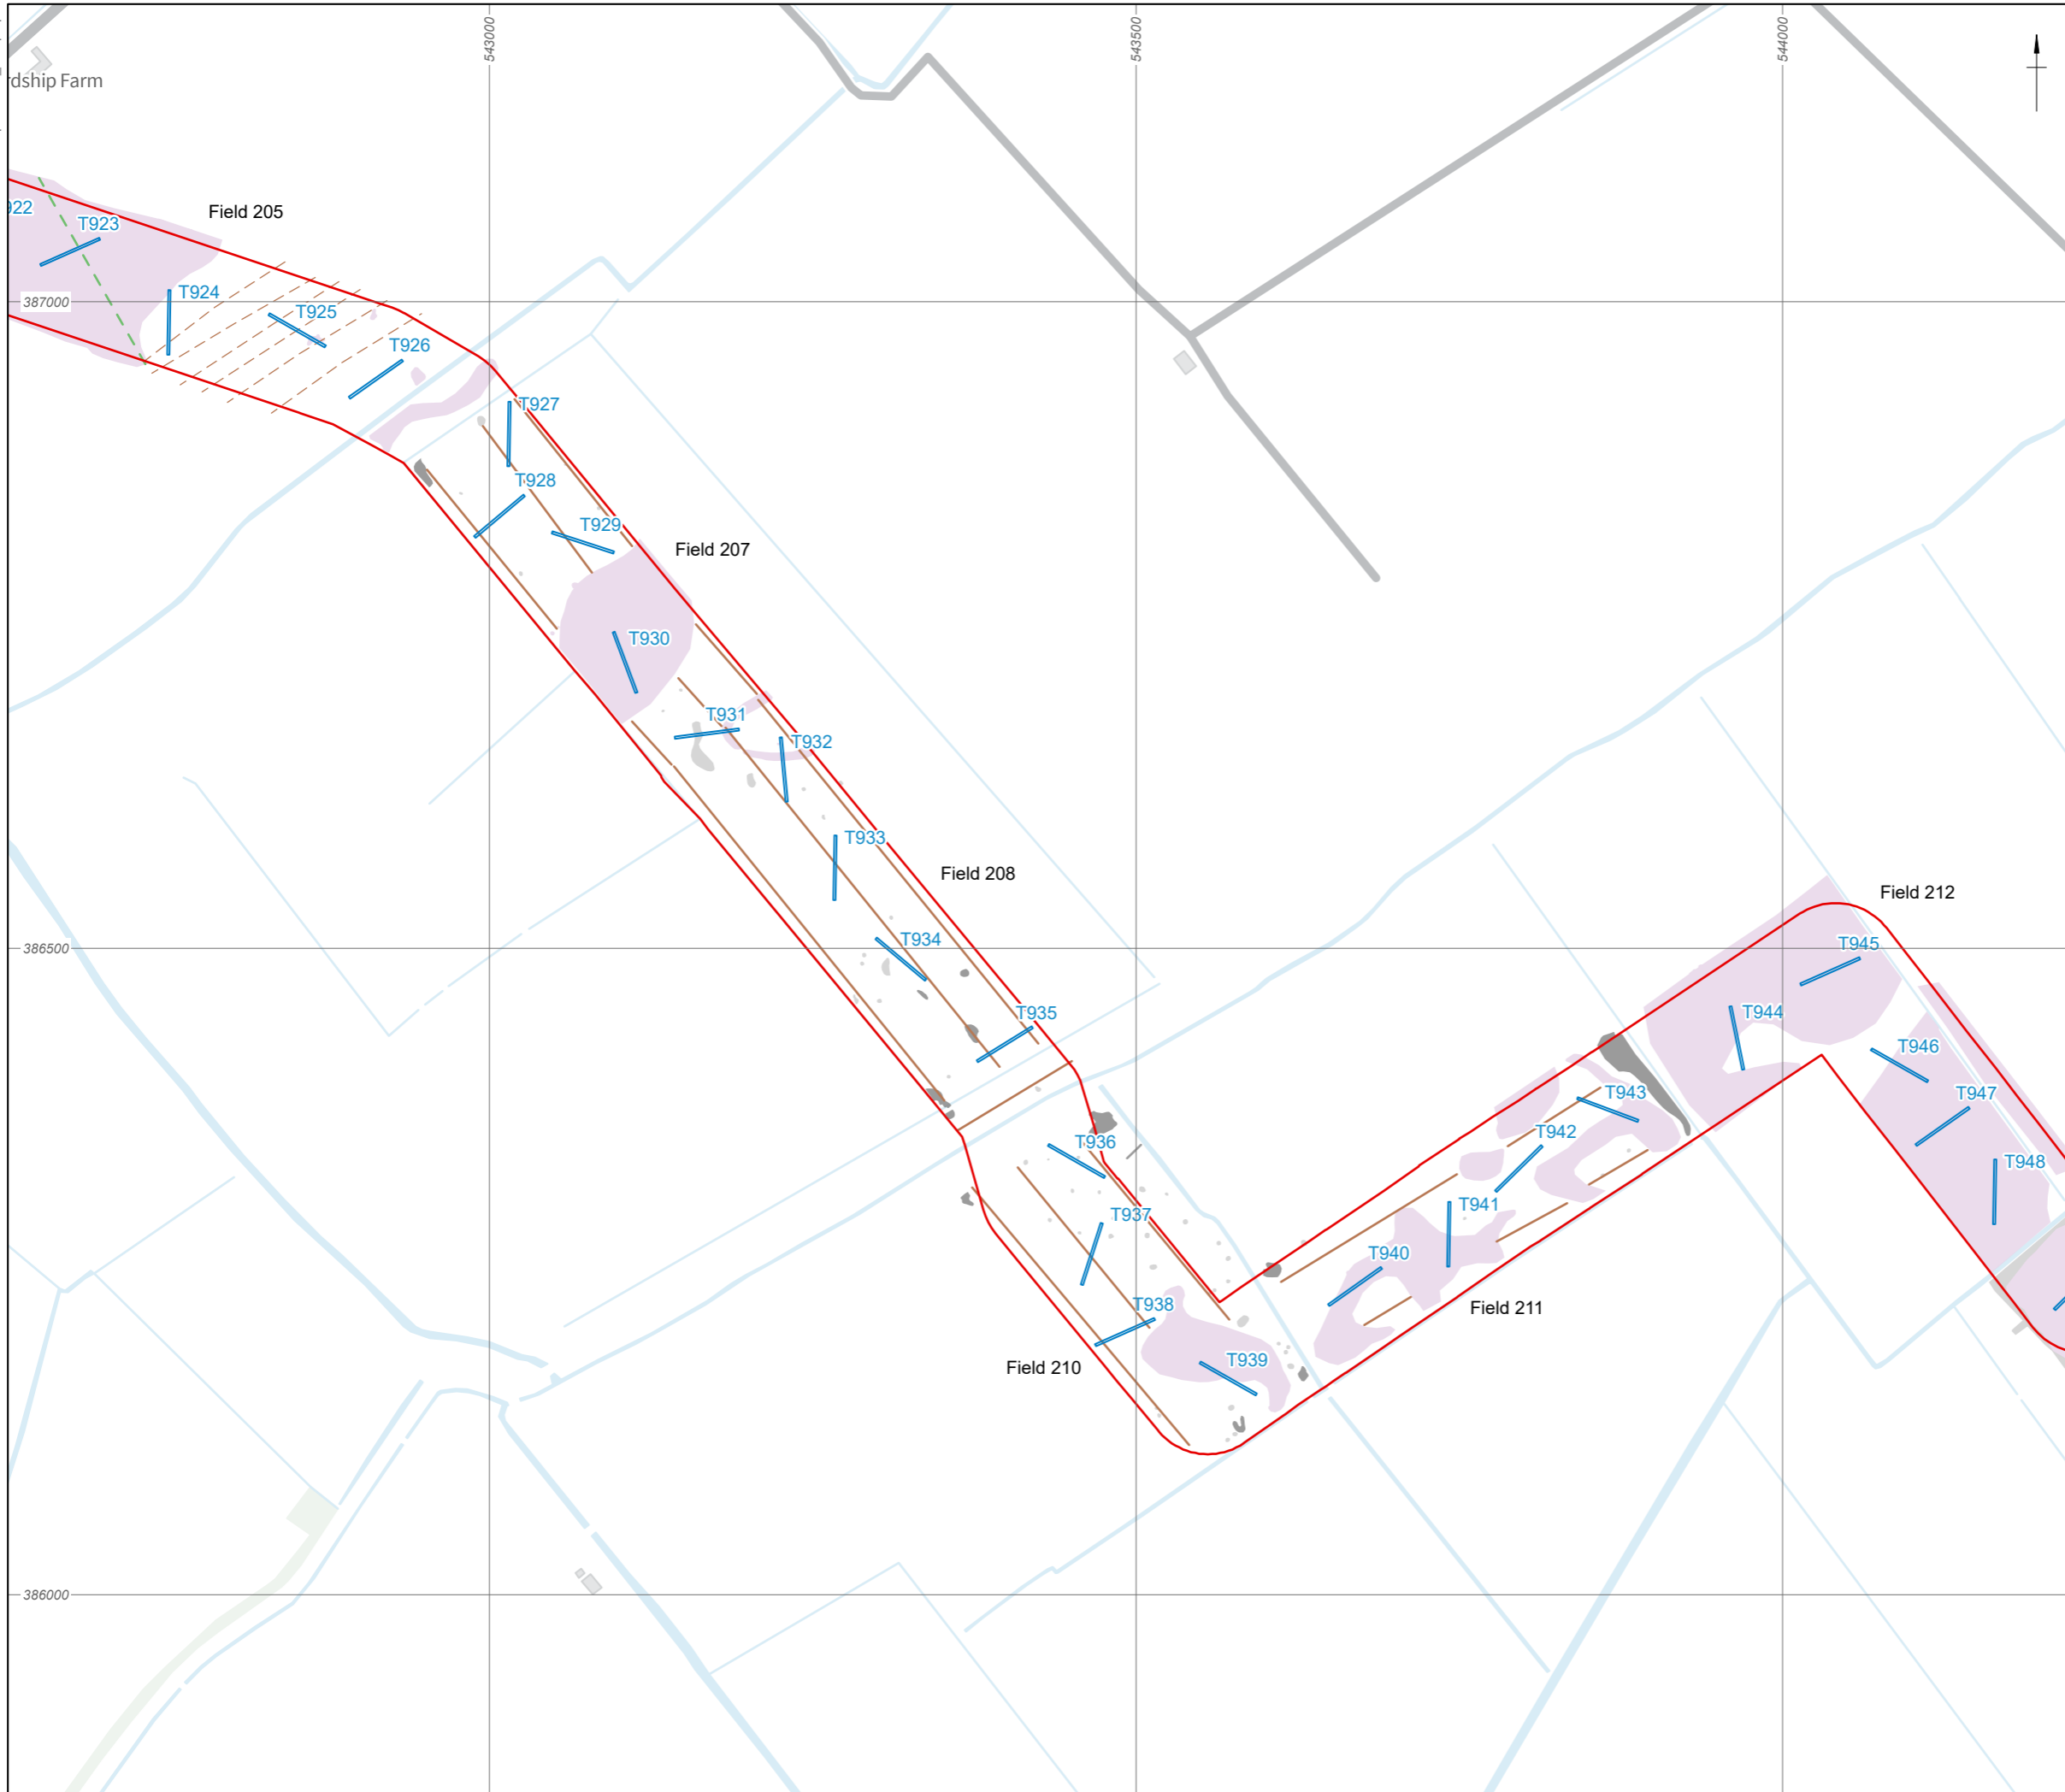 543000
543500
544000
rdship Farm
Field 205
922
T923
T924
387000
T925
T926
T927
T928
T929
Field 207
T930
T931
T932
T933
Field 208
Field 212
T934
T945
386500
T935
T944
T946
T943
T947
T936
T942
T948
T937
T941
T940
T938
Field 211
T939
Field 210
386000